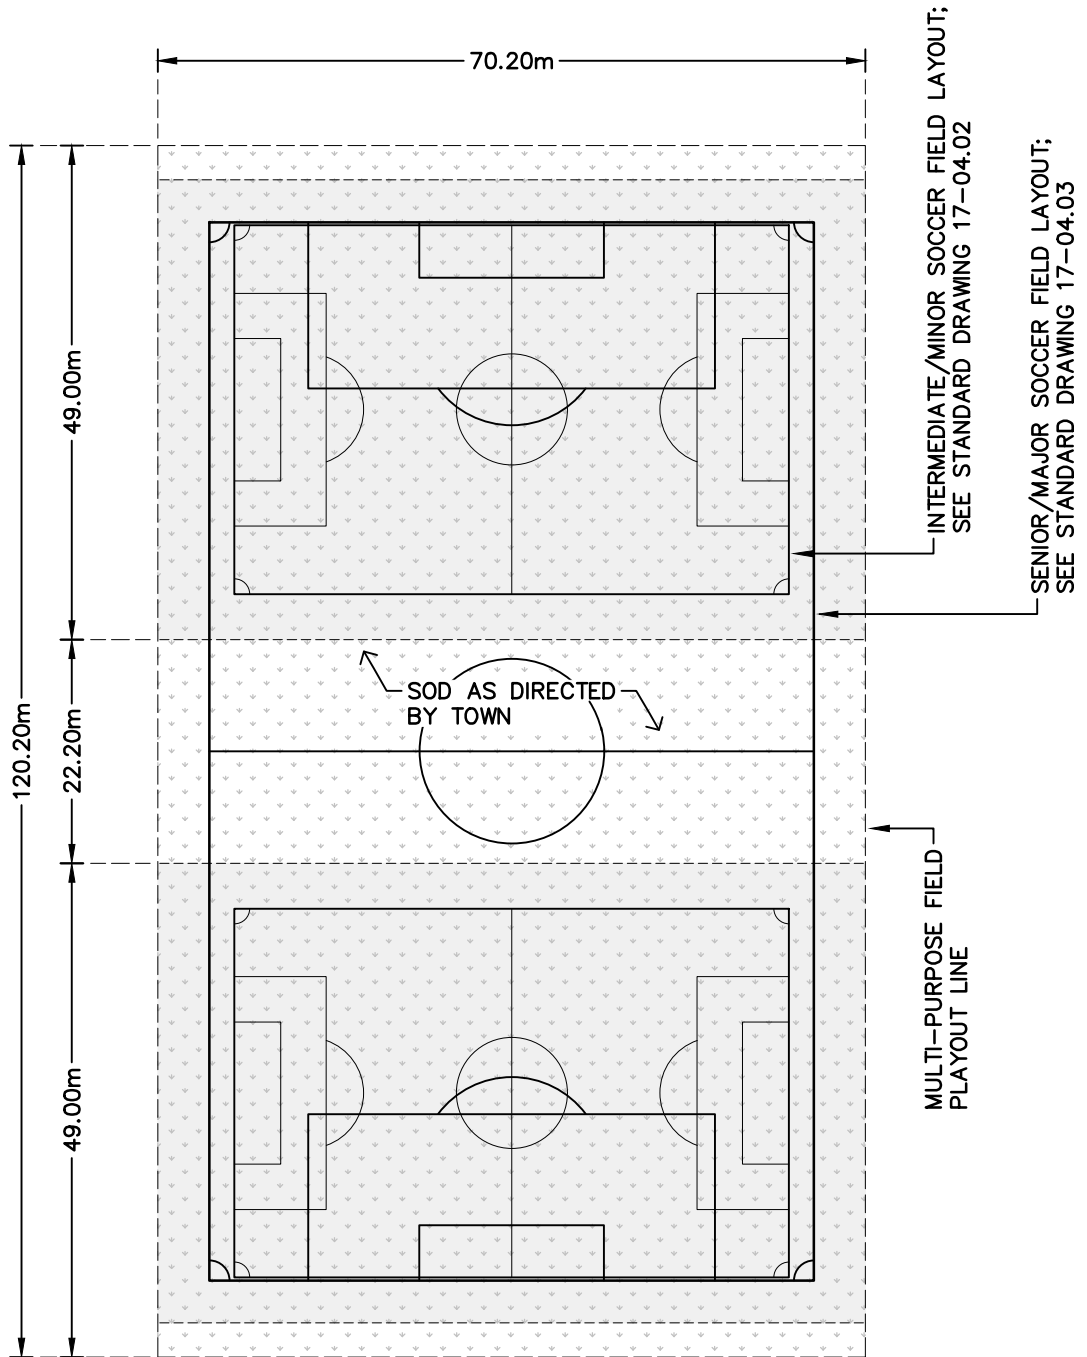 70.20m
INTERMEDIATE/MINOR SOCCER FIELD LAYOUT;
SEE STANDARD DRAWING 17-04.02
SENIOR/MAJOR SOCCER FIELD LAYOUT;
SEE STANDARD DRAWING 17-04.03
49.00m
120.20m
22.20m
SOD AS DIRECTED
BY TOWN
49.00m
MULTI-PURPOSE FIELD
PLAYOUT LINE